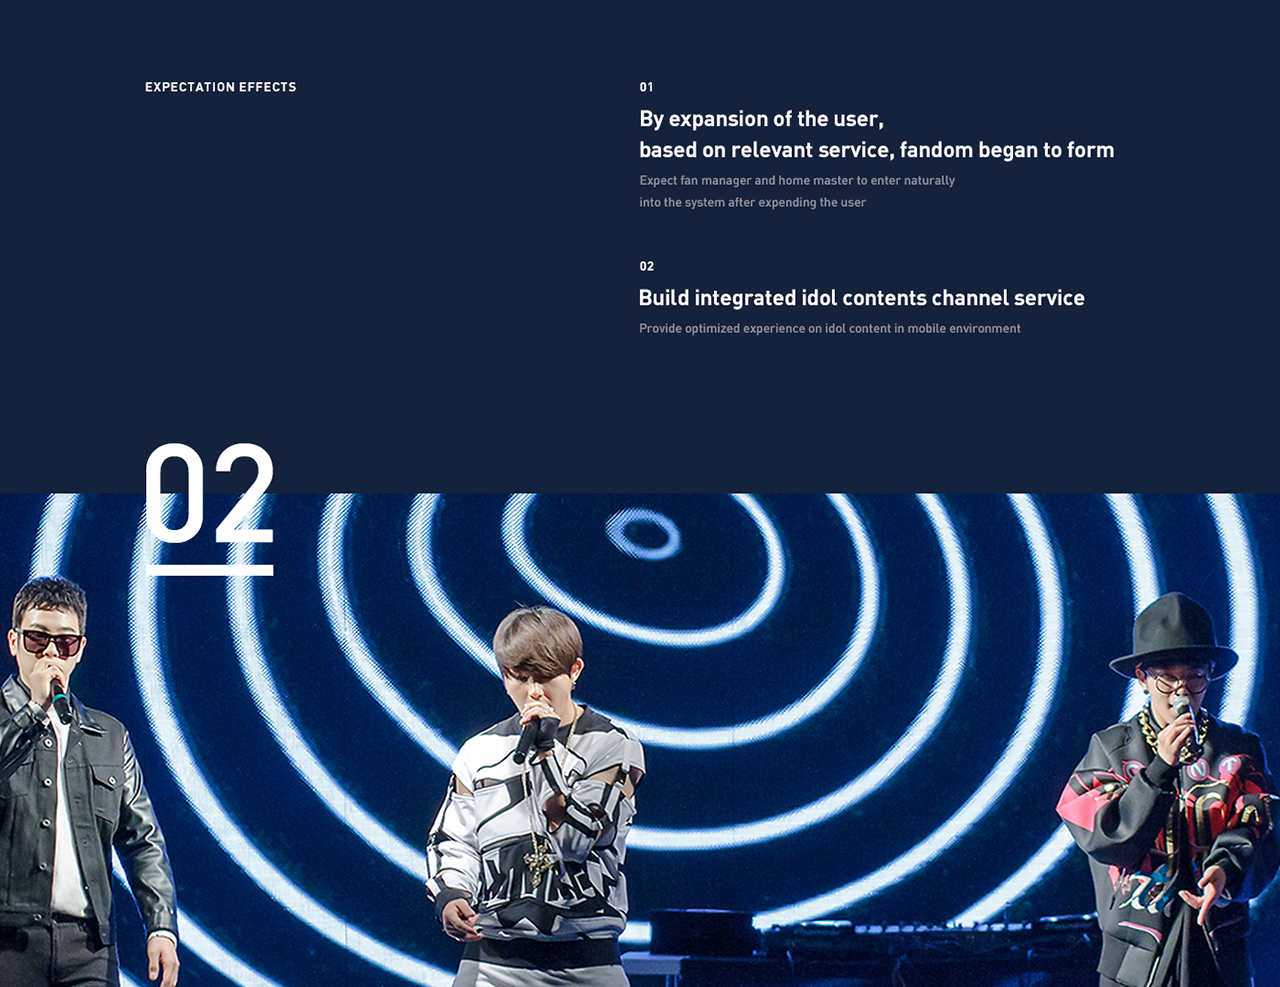 EXPECTATION EFFECTS
01
By expansion of the user,
based on relevant service, fandom began to form
Expect fan manager and home master to enter naturally
into the system after expending the user
02
Build integrated idol contents channel service
Provide optimized experience on idol content in mobile environment
02